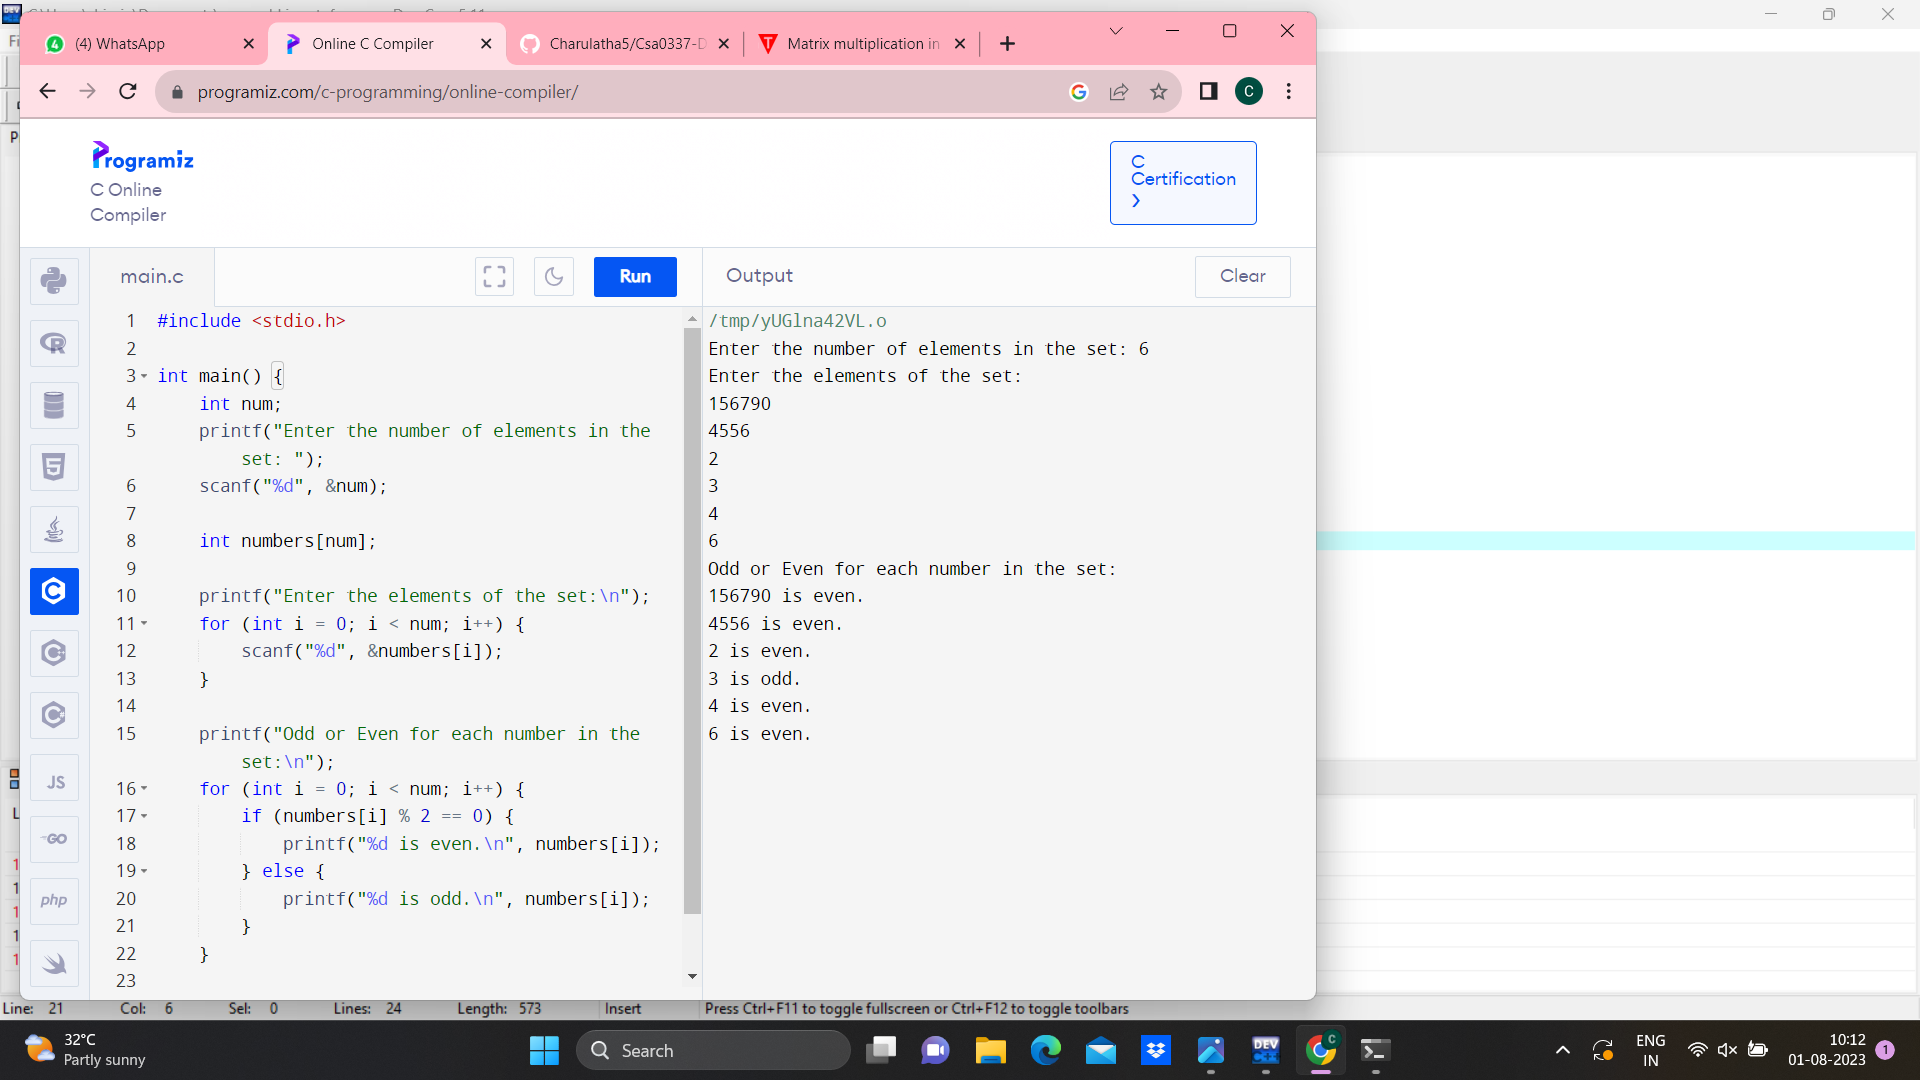 (4) WhatsApp
Online C Compiler
Charulatha5/Csa0337-D
Matrix multiplication in
programiz.com/c-programming/online-compiler/
C
Programiz
C Online
Compiler
C
Certification
main.c
Run
Output
Clear
1 #include <stdio.h>
2
3 int main() {
4 int num;
5 printf("Enter the number of elements in the
set: ");
6 scanf("%d", &num);
7
8 int numbers[num];
9
10 printf("Enter the elements of the set:\n");
11 for (int i = 0; i < num; i++) {
12 scanf("%d", &numbers[i]);
13 }
14
15 printf("Odd or Even for each number in the
set:\n");
16 for (int i = 0; i < num; i++) {
17 if (numbers[i] % 2 == 0) {
18 printf("%d is even.\n", numbers[i]);
19 } else {
20 printf("%d is odd.\n", numbers[i]);
21 }
22 }
23
/tmp/yUGlna42VL.o
Enter the number of elements in the set: 6
Enter the elements of the set:
156790
4556
2
3
4
6
Odd or Even for each number in the set:
156790 is even.
4556 is even.
2 is even.
3 is odd.
4 is even.
6 is even.
JS
GO
php
Line: 21 Col: 6 Sel: 0 Lines: 24 Length: 573 Insert Press Ctrl+F11 to toggle fullscreen or Ctrl+F12 to toggle toolbars
32°C
Partly sunny
Search
DEV
C++
ENG
IN
10:12
01-08-2023
1